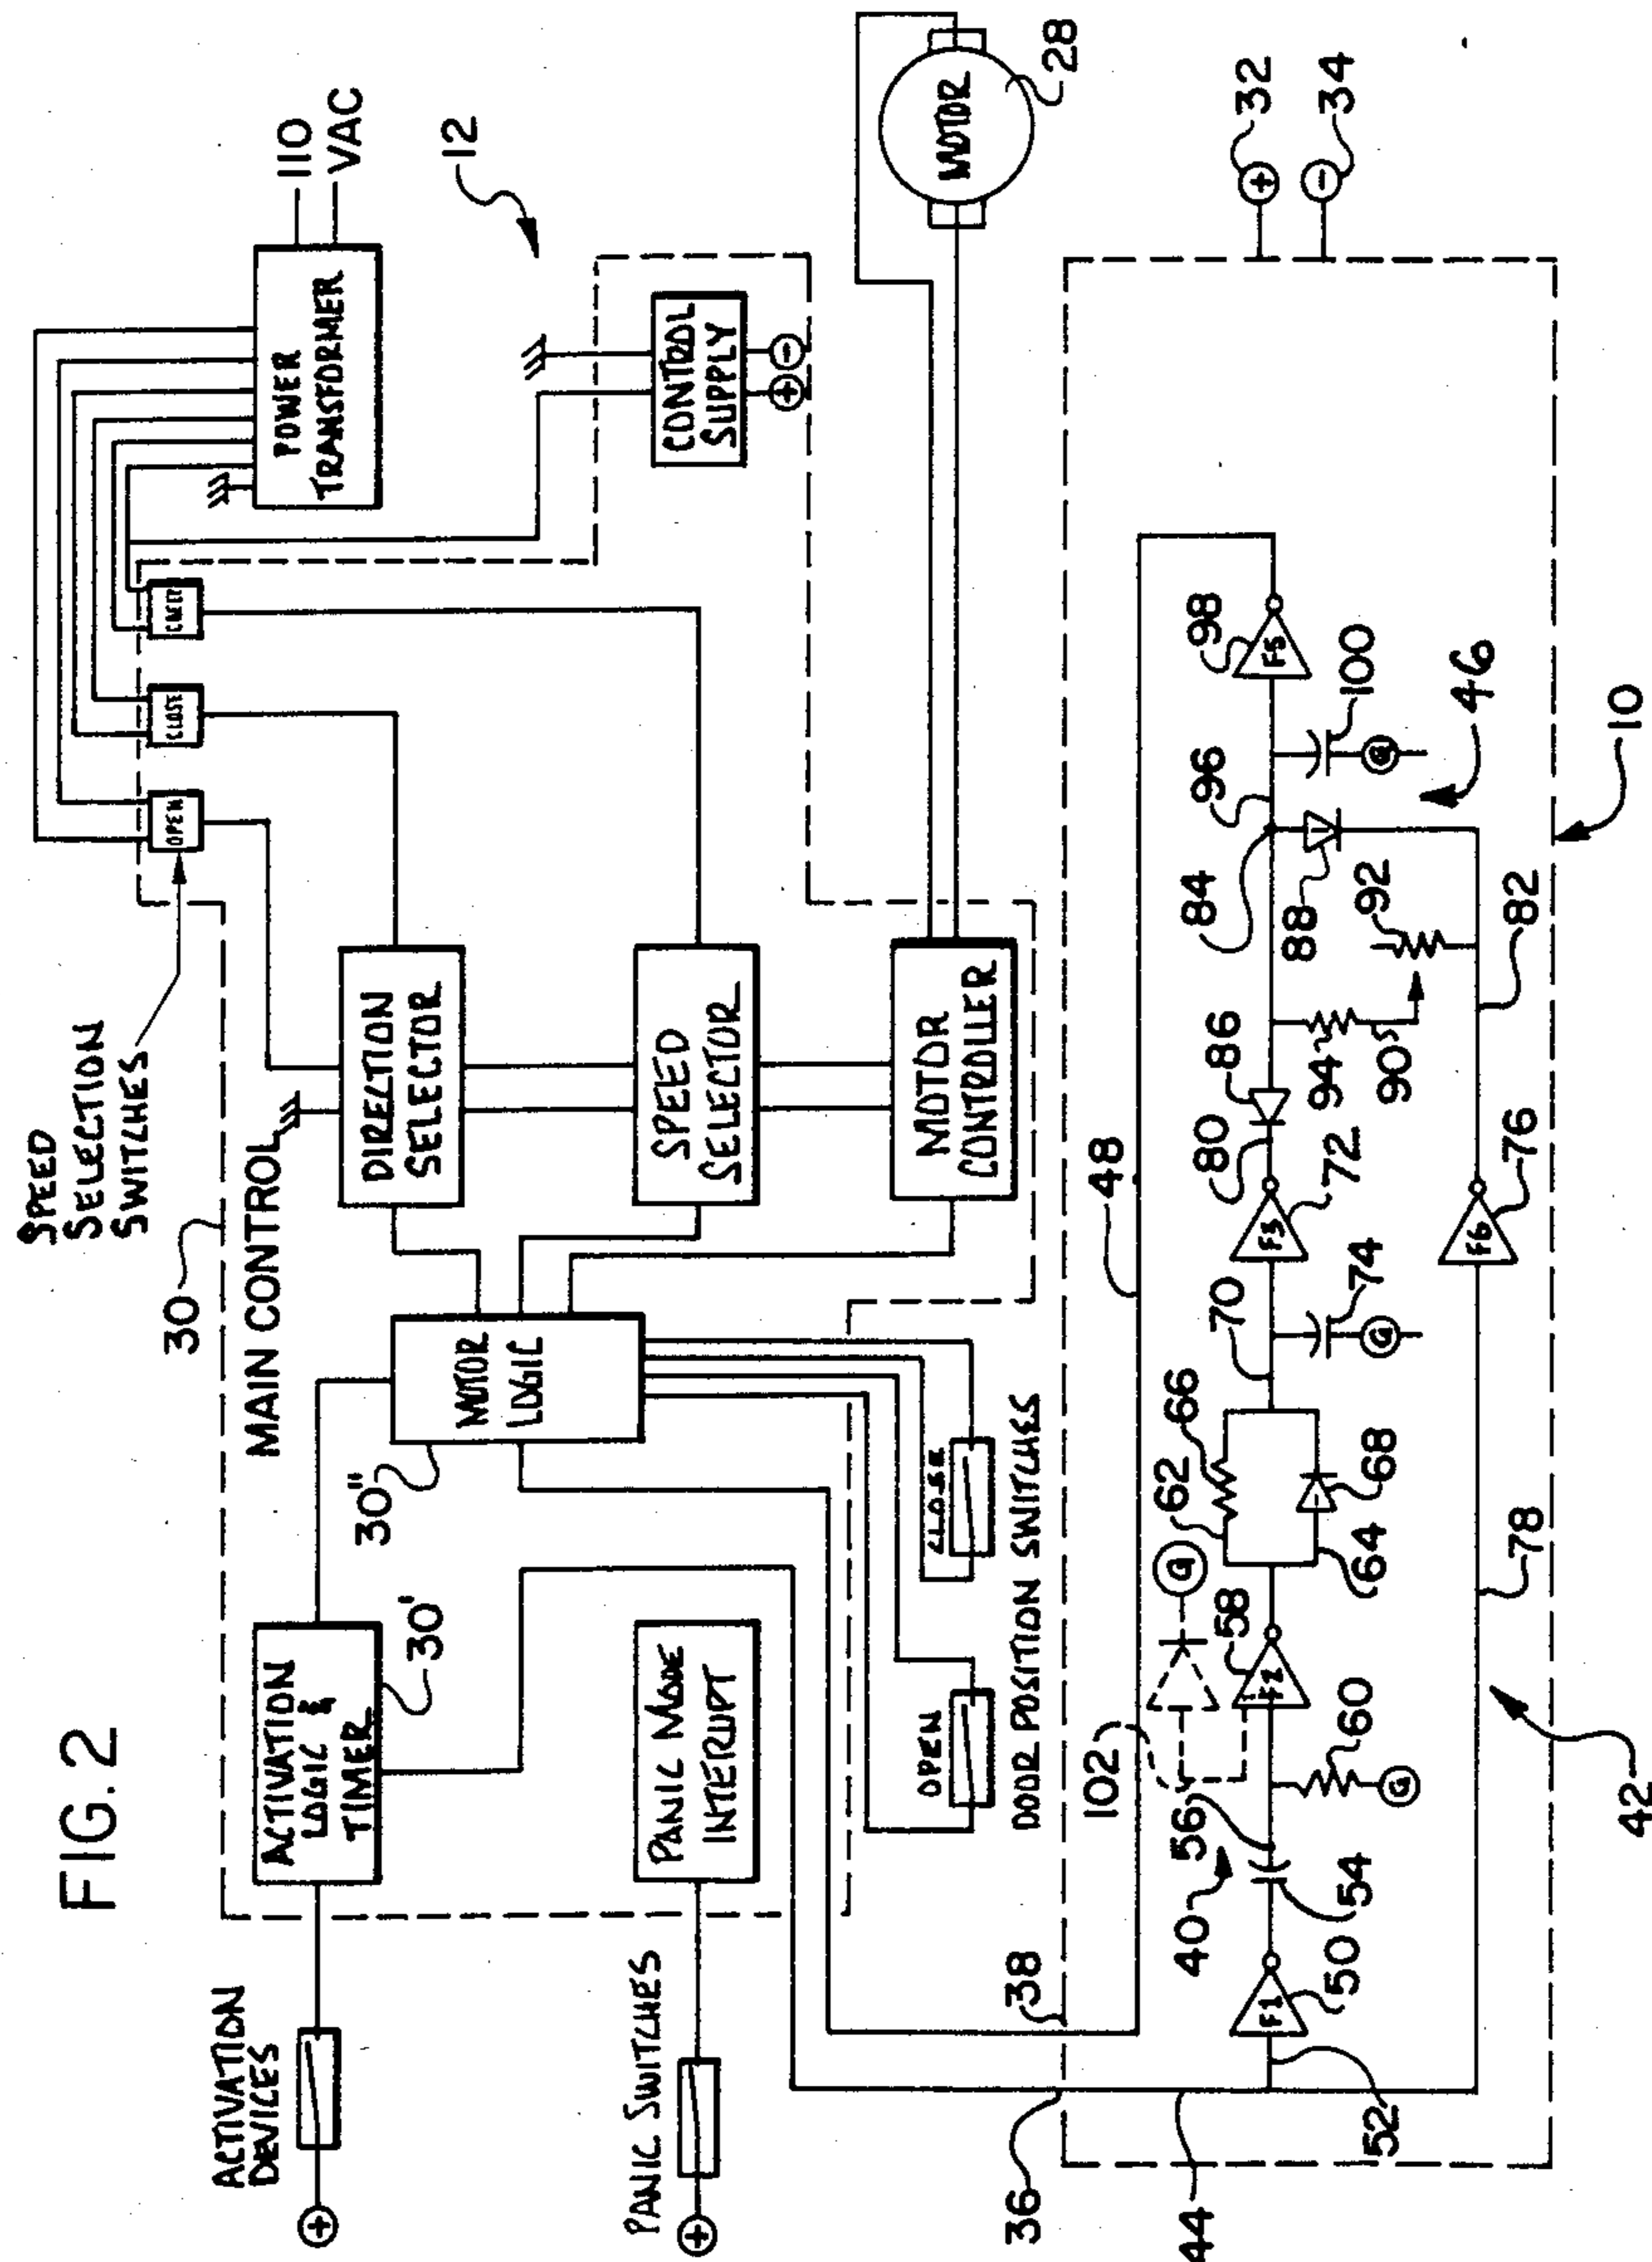 FIG. 2
SPEED
SELECTION
SWITCHES
30
MAIN CONTROL
OPEN
CLOSE
110
VAC
POWER
TRANSFORMER
12
ACTIVATION
DEVICES
+
ACTIVATION
LOGIC &
TIMER
30'
MOTOR
LOGIC
30"
DIRECTION
SELECTOR
CONTROL
SUPPLY
+
-
PANIC SWITCHES
+
PANIC MODE
INTERUPT
SPEED
SELECTOR
MOTOR
CONTROLLER
MOTOR
28
OPEN
CLOSE
DOOR POSITION SWITCHES
36
38
48
32
+
34
-
44
102
G
40
56
58
62
66
70
80
86
84
96
98
F1
F2
F3
F5
52
50
54
60
G
64
68
74
G
72
94
90
88
92
100
G
46
78
F6
76
82
42
10